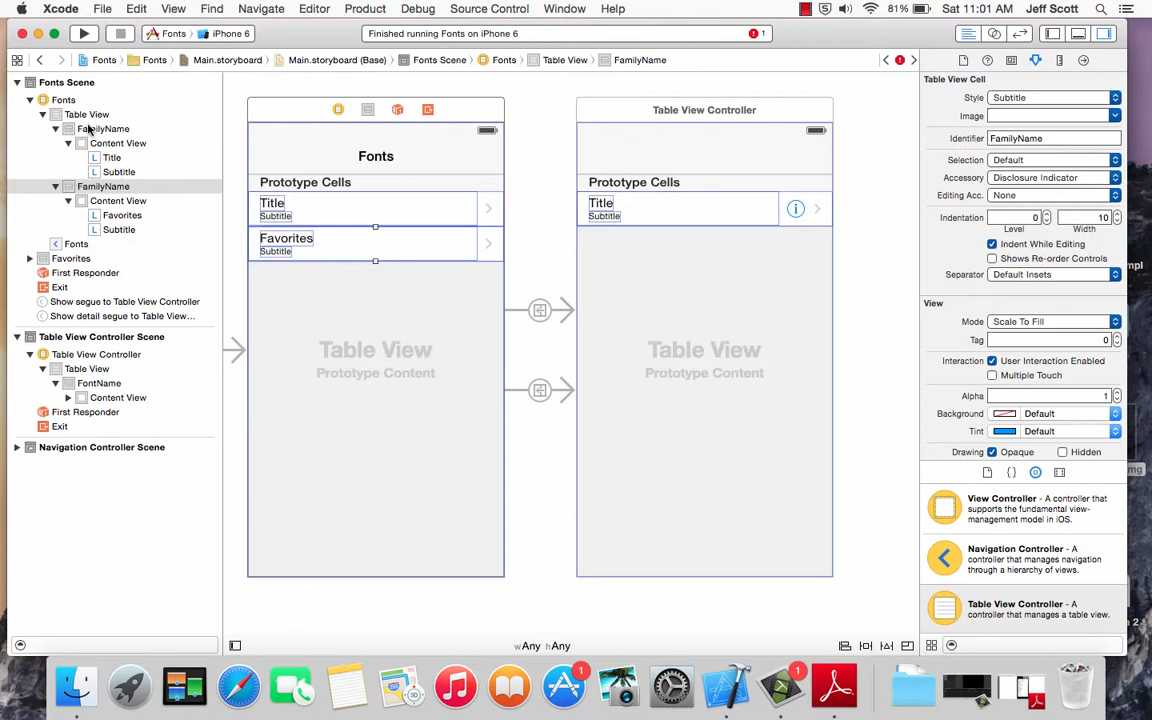 Xcode File Edit View Find Navigate Editor Product Debug Source Control Window Help 81% Sat 11:01 AM Jeff Scott
Fonts iPhone 6 Finished running Fonts on iPhone 6 1
Fonts Fonts Main.storyboard Main.storyboard (Base) Fonts Scene Fonts Table View FamilyName
Fonts Scene
Fonts
Table View
FamilyName
Content View
L Title
L Subtitle
FamilyName
Content View
L Favorites
L Subtitle
Fonts
Favorites
First Responder
Exit
Show segue to Table View Controller
Show detail segue to Table View...
Table View Controller Scene
Table View Controller
Table View
FontName
Content View
First Responder
Exit
Navigation Controller Scene
Fonts
Prototype Cells
Title
Subtitle
Favorites
Subtitle
Table View
Prototype Content
Table View Controller
Prototype Cells
Title
Subtitle
Table View
Prototype Content
wAny hAny
Table View Cell
Style Subtitle
Image
Identifier FamilyName
Selection Default
Accessory Disclosure Indicator
Editing Acc. None
Indentation 0 10
Level Width
Indent While Editing
Shows Re-order Controls
Separator Default Insets
View
Mode Scale To Fill
Tag 0
Interaction User Interaction Enabled
Multiple Touch
Alpha 1
Background Default
Tint Default
Drawing Opaque Hidden
View Controller - A
controller that
supports the fundamental view-
management model in iOS.
Navigation Controller - A
controller that manages navigation
through a hierarchy of views.
Table View Controller - A
controller that manages a table view.
1
1